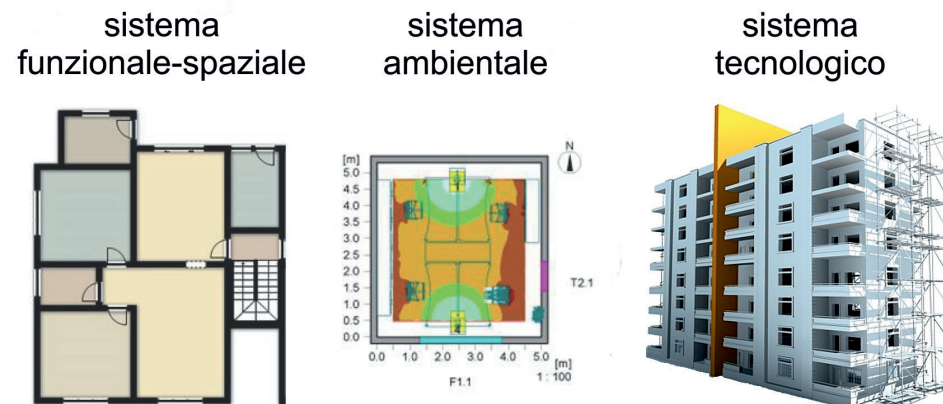 sistema
funzionale-spaziale
sistema
ambientale
sistema
tecnologico
[m]
5.0
4.5
4.0
3.5
3.0
2.5
2.0
1.5
1.0
0.5
0.0
0.0 1.0 2.0 3.0 4.0 5.0
[m]
1 : 100
F1.1
T2.1
N